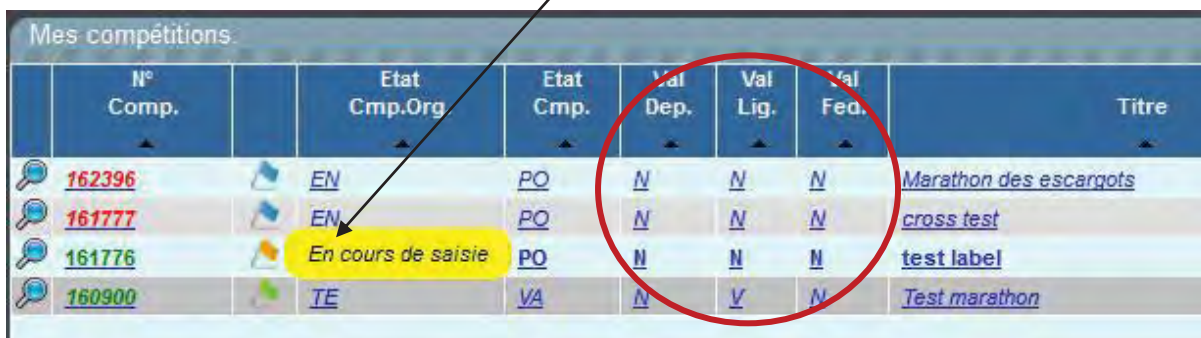 Mes compétitions.
N° Comp. Etat Cmp.Org Etat Cmp. Val Dep. Val Lig. Val Fed. Titre
162396 EN PO N N N Marathon des escargots
161777 EN PO N N N cross test
161776 En cours de saisie PO N N N test label
160900 TE VA N V N Test marathon